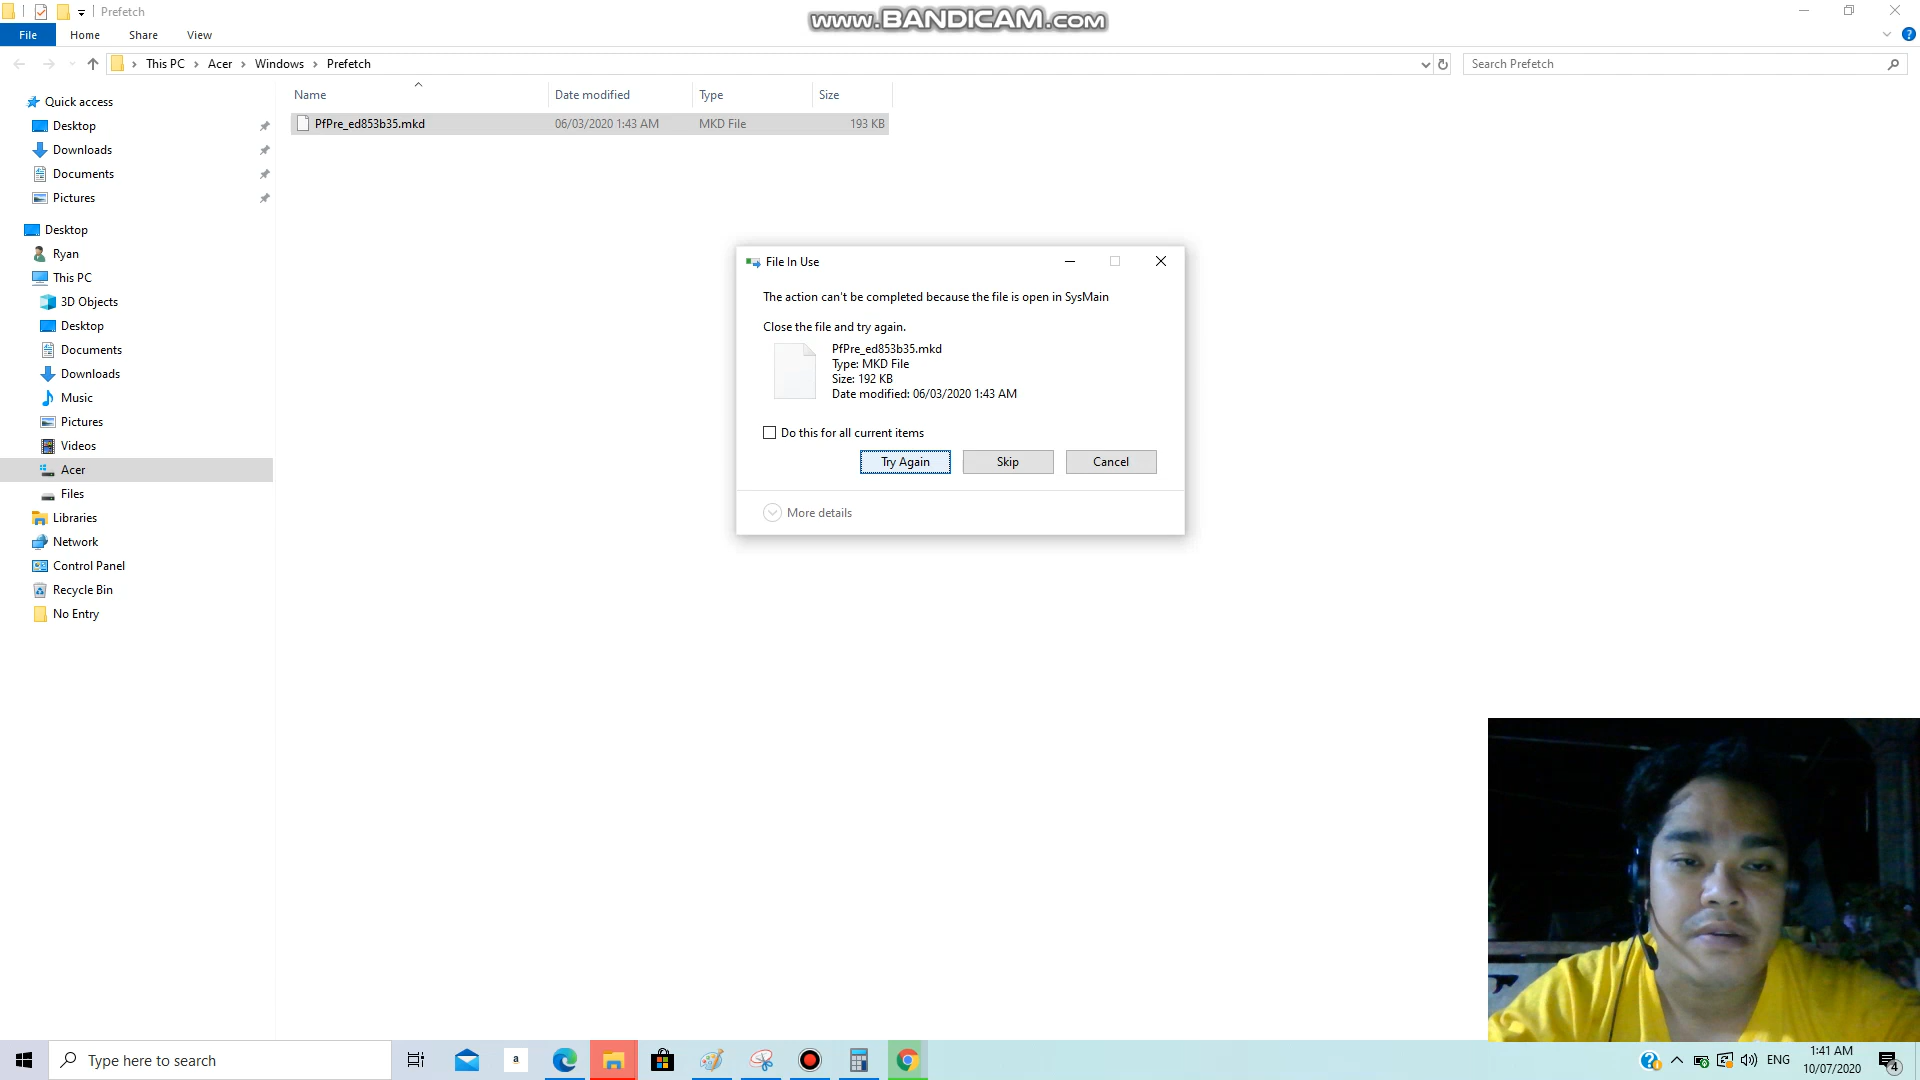 Prefetch
www.BANDICAM.com
File
Home
Share
View
This PC
Acer
Windows
Prefetch
Search Prefetch
Name
Date modified
Type
Size
PfPre_ed853b35.mkd
06/03/2020 1:43 AM
MKD File
193 KB
Quick access
Desktop
Downloads
Documents
Pictures
Desktop
Ryan
This PC
3D Objects
Desktop
Documents
Downloads
Music
Pictures
Videos
Acer
Files
Libraries
Network
Control Panel
Recycle Bin
No Entry
File In Use
The action can't be completed because the file is open in SysMain
Close the file and try again.
PfPre_ed853b35.mkd
Type: MKD File
Size: 192 KB
Date modified: 06/03/2020 1:43 AM
Do this for all current items
Try Again
Skip
Cancel
More details
Type here to search
a
ENG
1:41 AM
10/07/2020
4